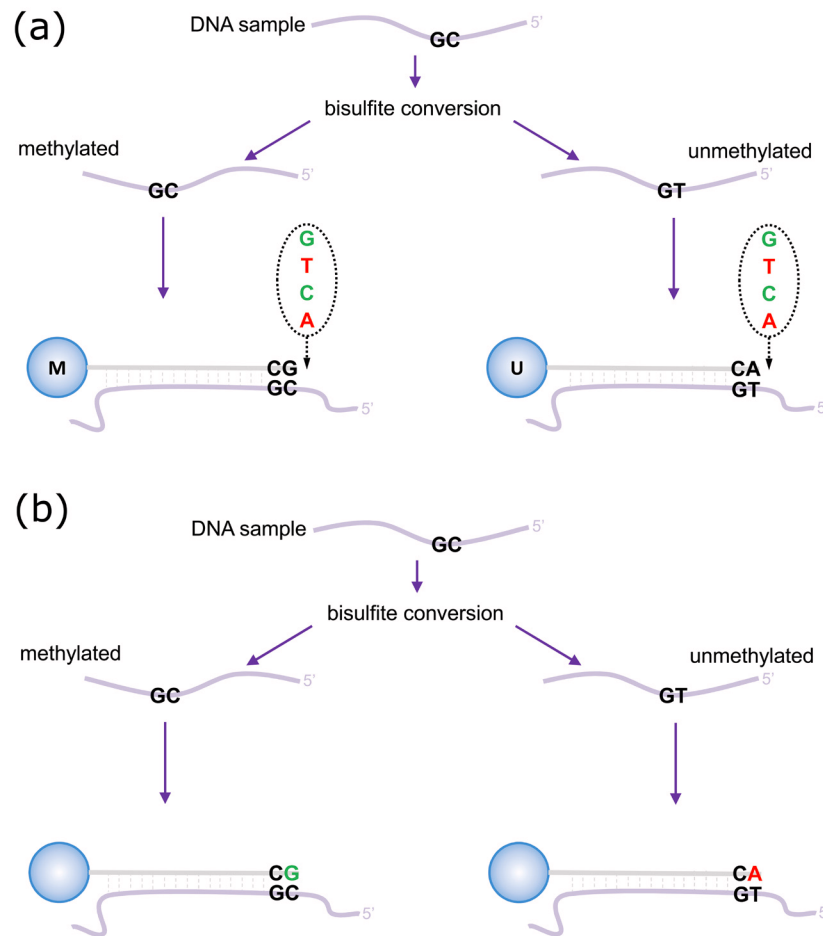 (a)
DNA sample
GC
5'
bisulfite conversion
methylated
GC
5'
unmethylated
GT
5'
G
T
C
A
M
CG
GC
5'
G
T
C
A
U
CA
GT
5'
(b)
DNA sample
GC
5'
bisulfite conversion
methylated
GC
5'
unmethylated
GT
5'
CG
GC
5'
CA
GT
5'